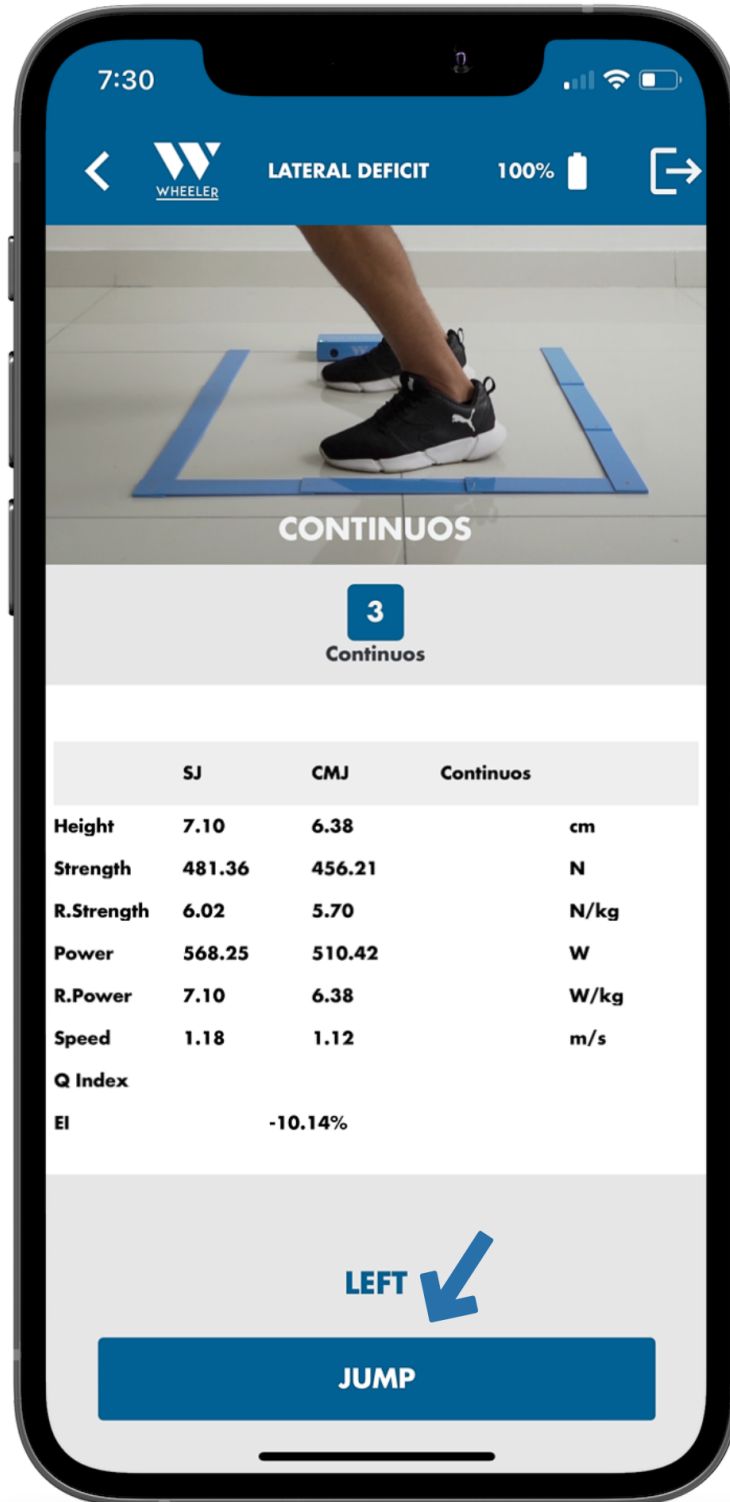 7:30
WHEELER
LATERAL DEFICIT
100%
CONTINUOS
3
Continuos
SJ CMJ Continuos
Height 7.10 6.38 cm
Strength 481.36 456.21 N
R.Strength 6.02 5.70 N/kg
Power 568.25 510.42 W
R.Power 7.10 6.38 W/kg
Speed 1.18 1.12 m/s
Q Index
EI -10.14%
LEFT
JUMP